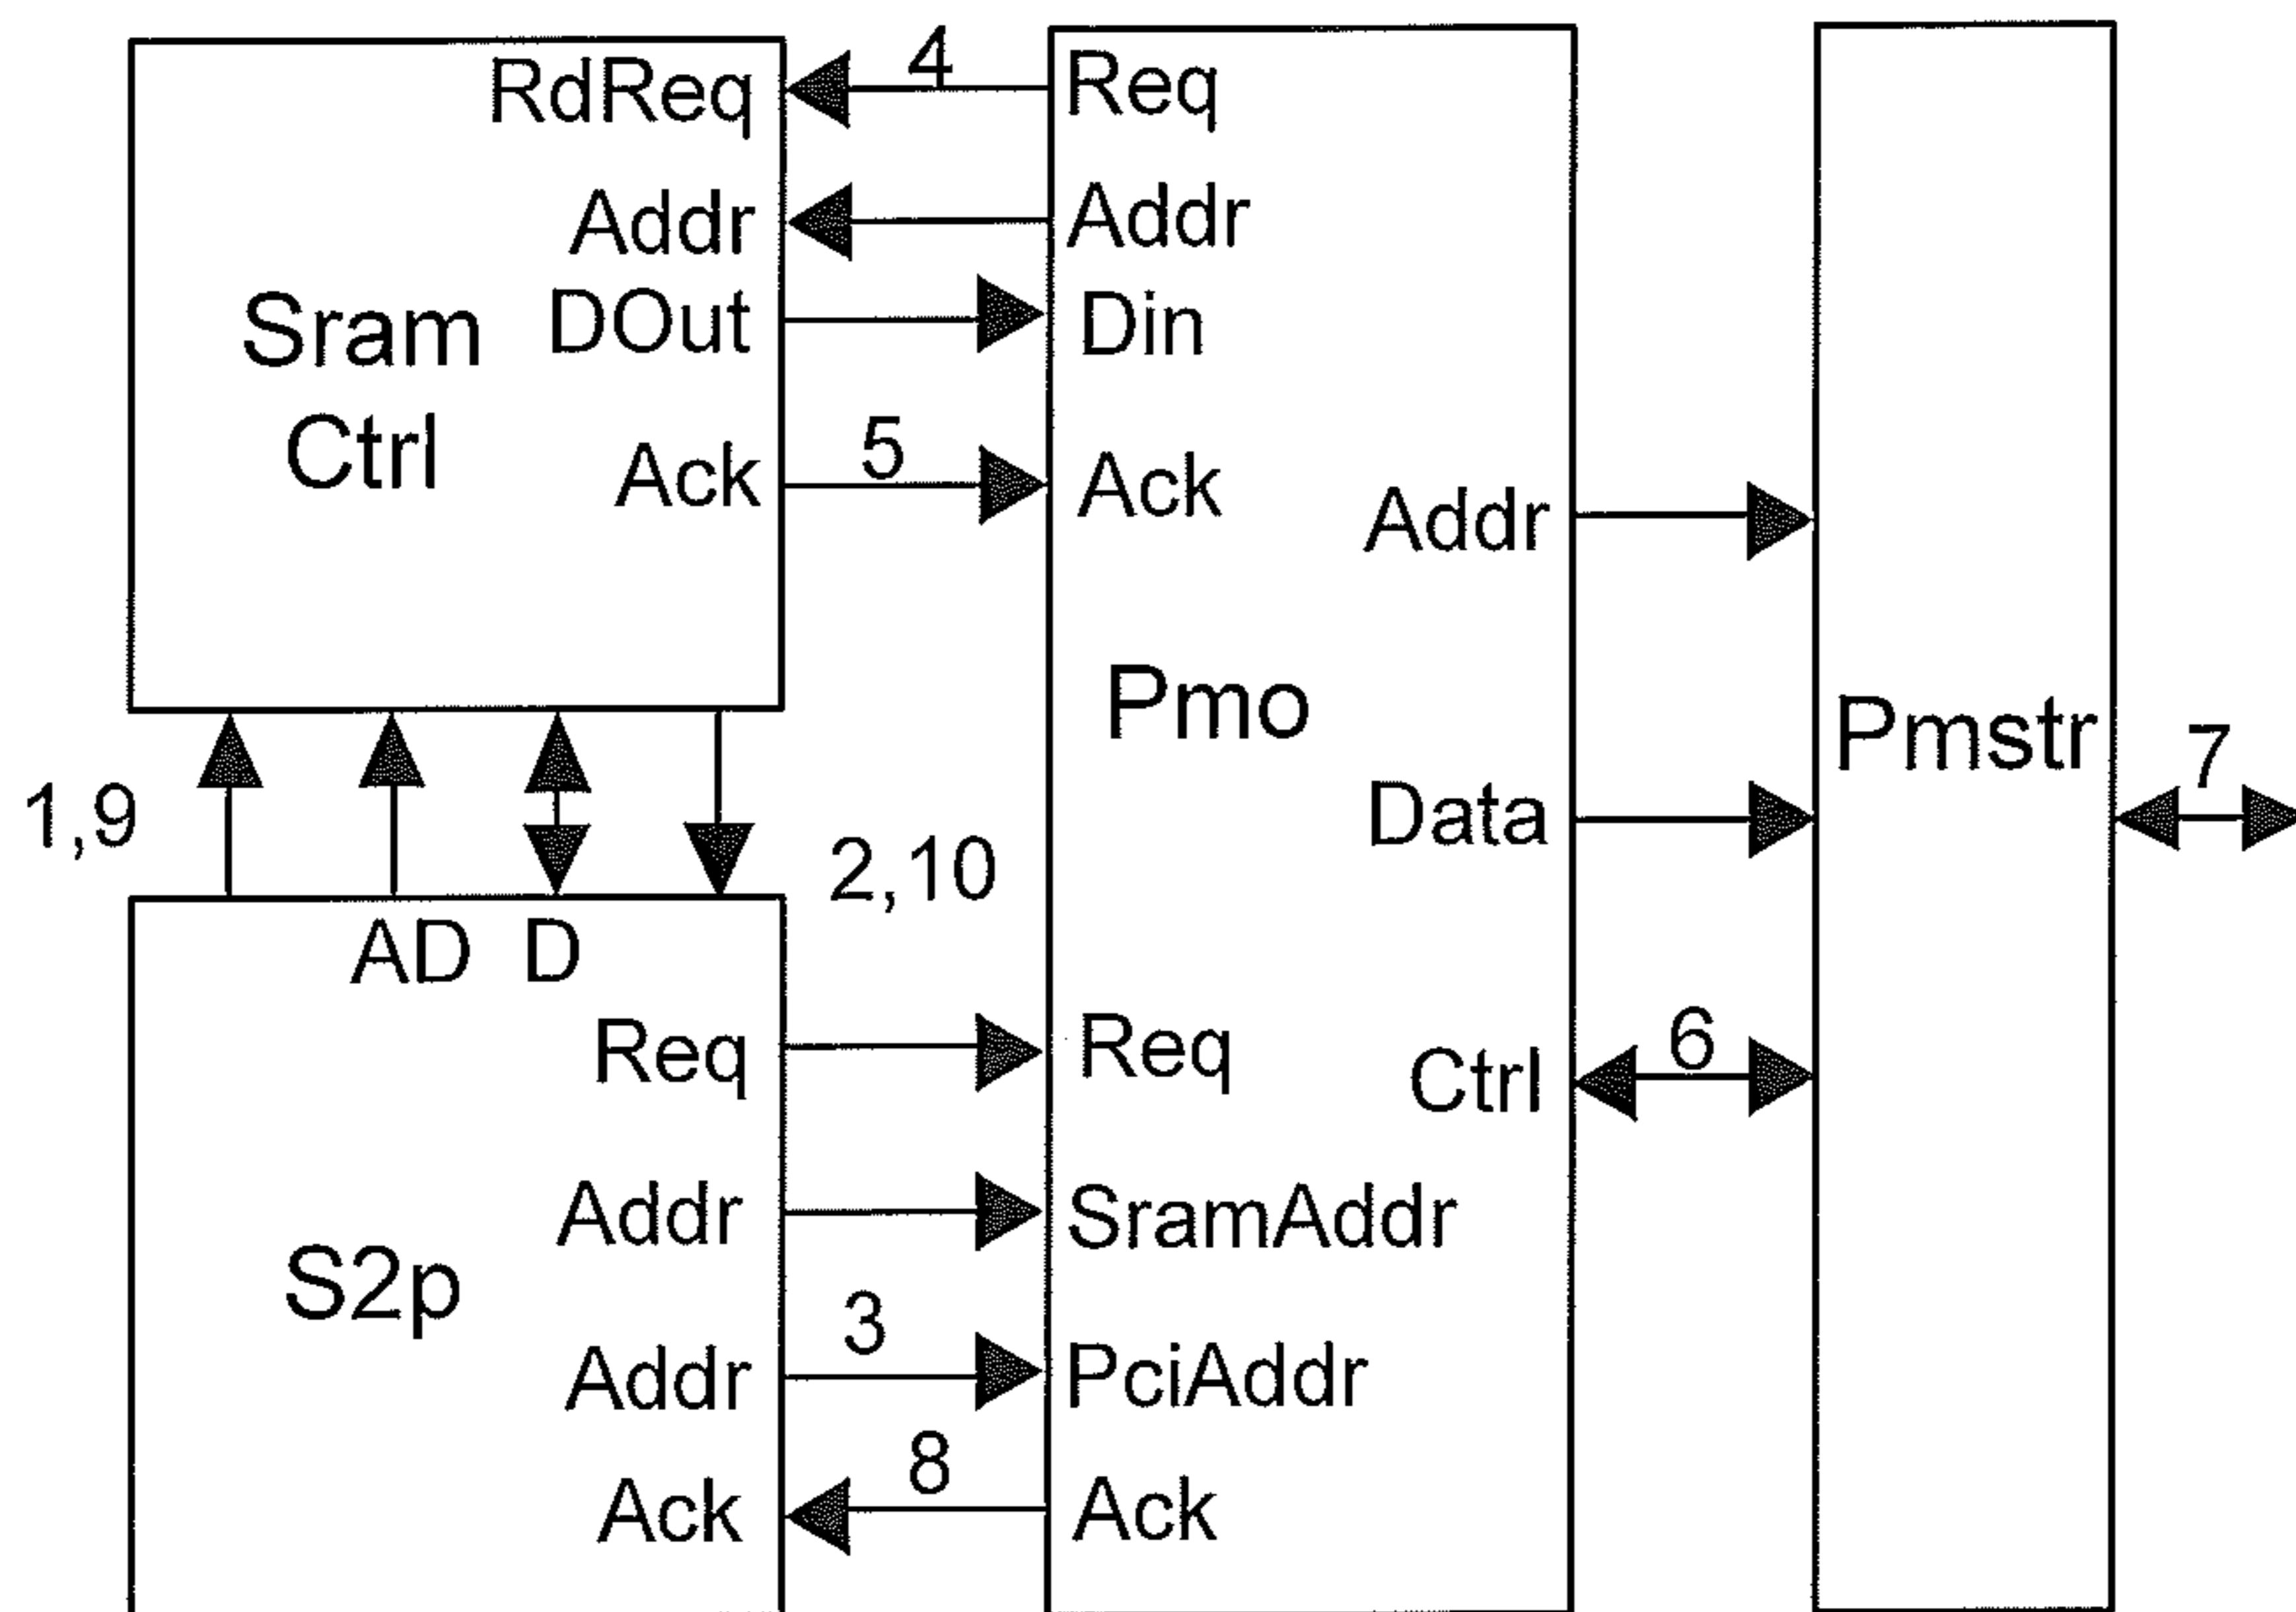 RdReq
4
Req
Addr
Addr
DOut
Din
Sram
Ctrl
Ack
5
Ack
Addr
Pmo
Pmstr
7
1,9
2,10
Data
AD D
Req
Req
6
Ctrl
Addr
SramAddr
S2p
3
Addr
PciAddr
8
Ack
Ack